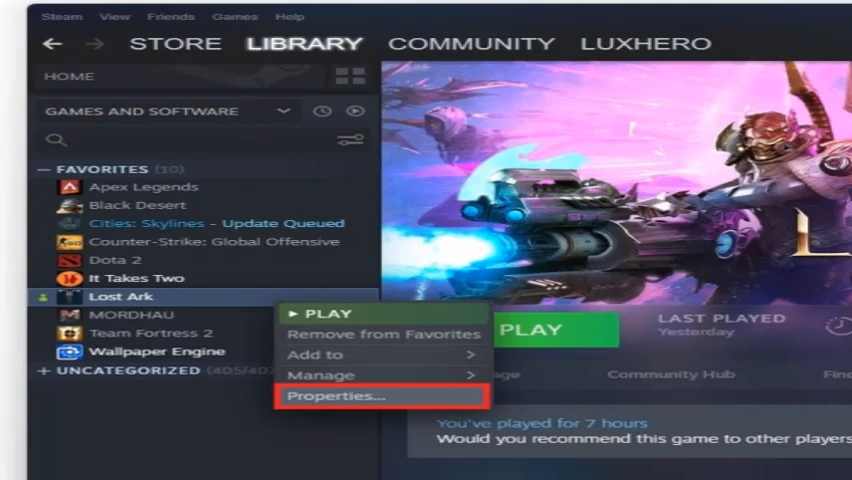 Steam View Friends Games Help
STORE LIBRARY COMMUNITY LUXHERO
HOME
GAMES AND SOFTWARE
FAVORITES (10)
Apex Legends
Black Desert
Cities: Skylines - Update Queued
Counter-Strike: Global Offensive
Dota 2
It Takes Two
Lost Ark
MORDHAU
Team Fortress 2
Wallpaper Engine
UNCATEGORIZED (405/407
PLAY
Remove from Favorites
Add to
Manage
Properties...
L
PLAY
LAST PLAYED
Yesterday
Community Hub
You've played for 7 hours
Would you recommend this game to other players